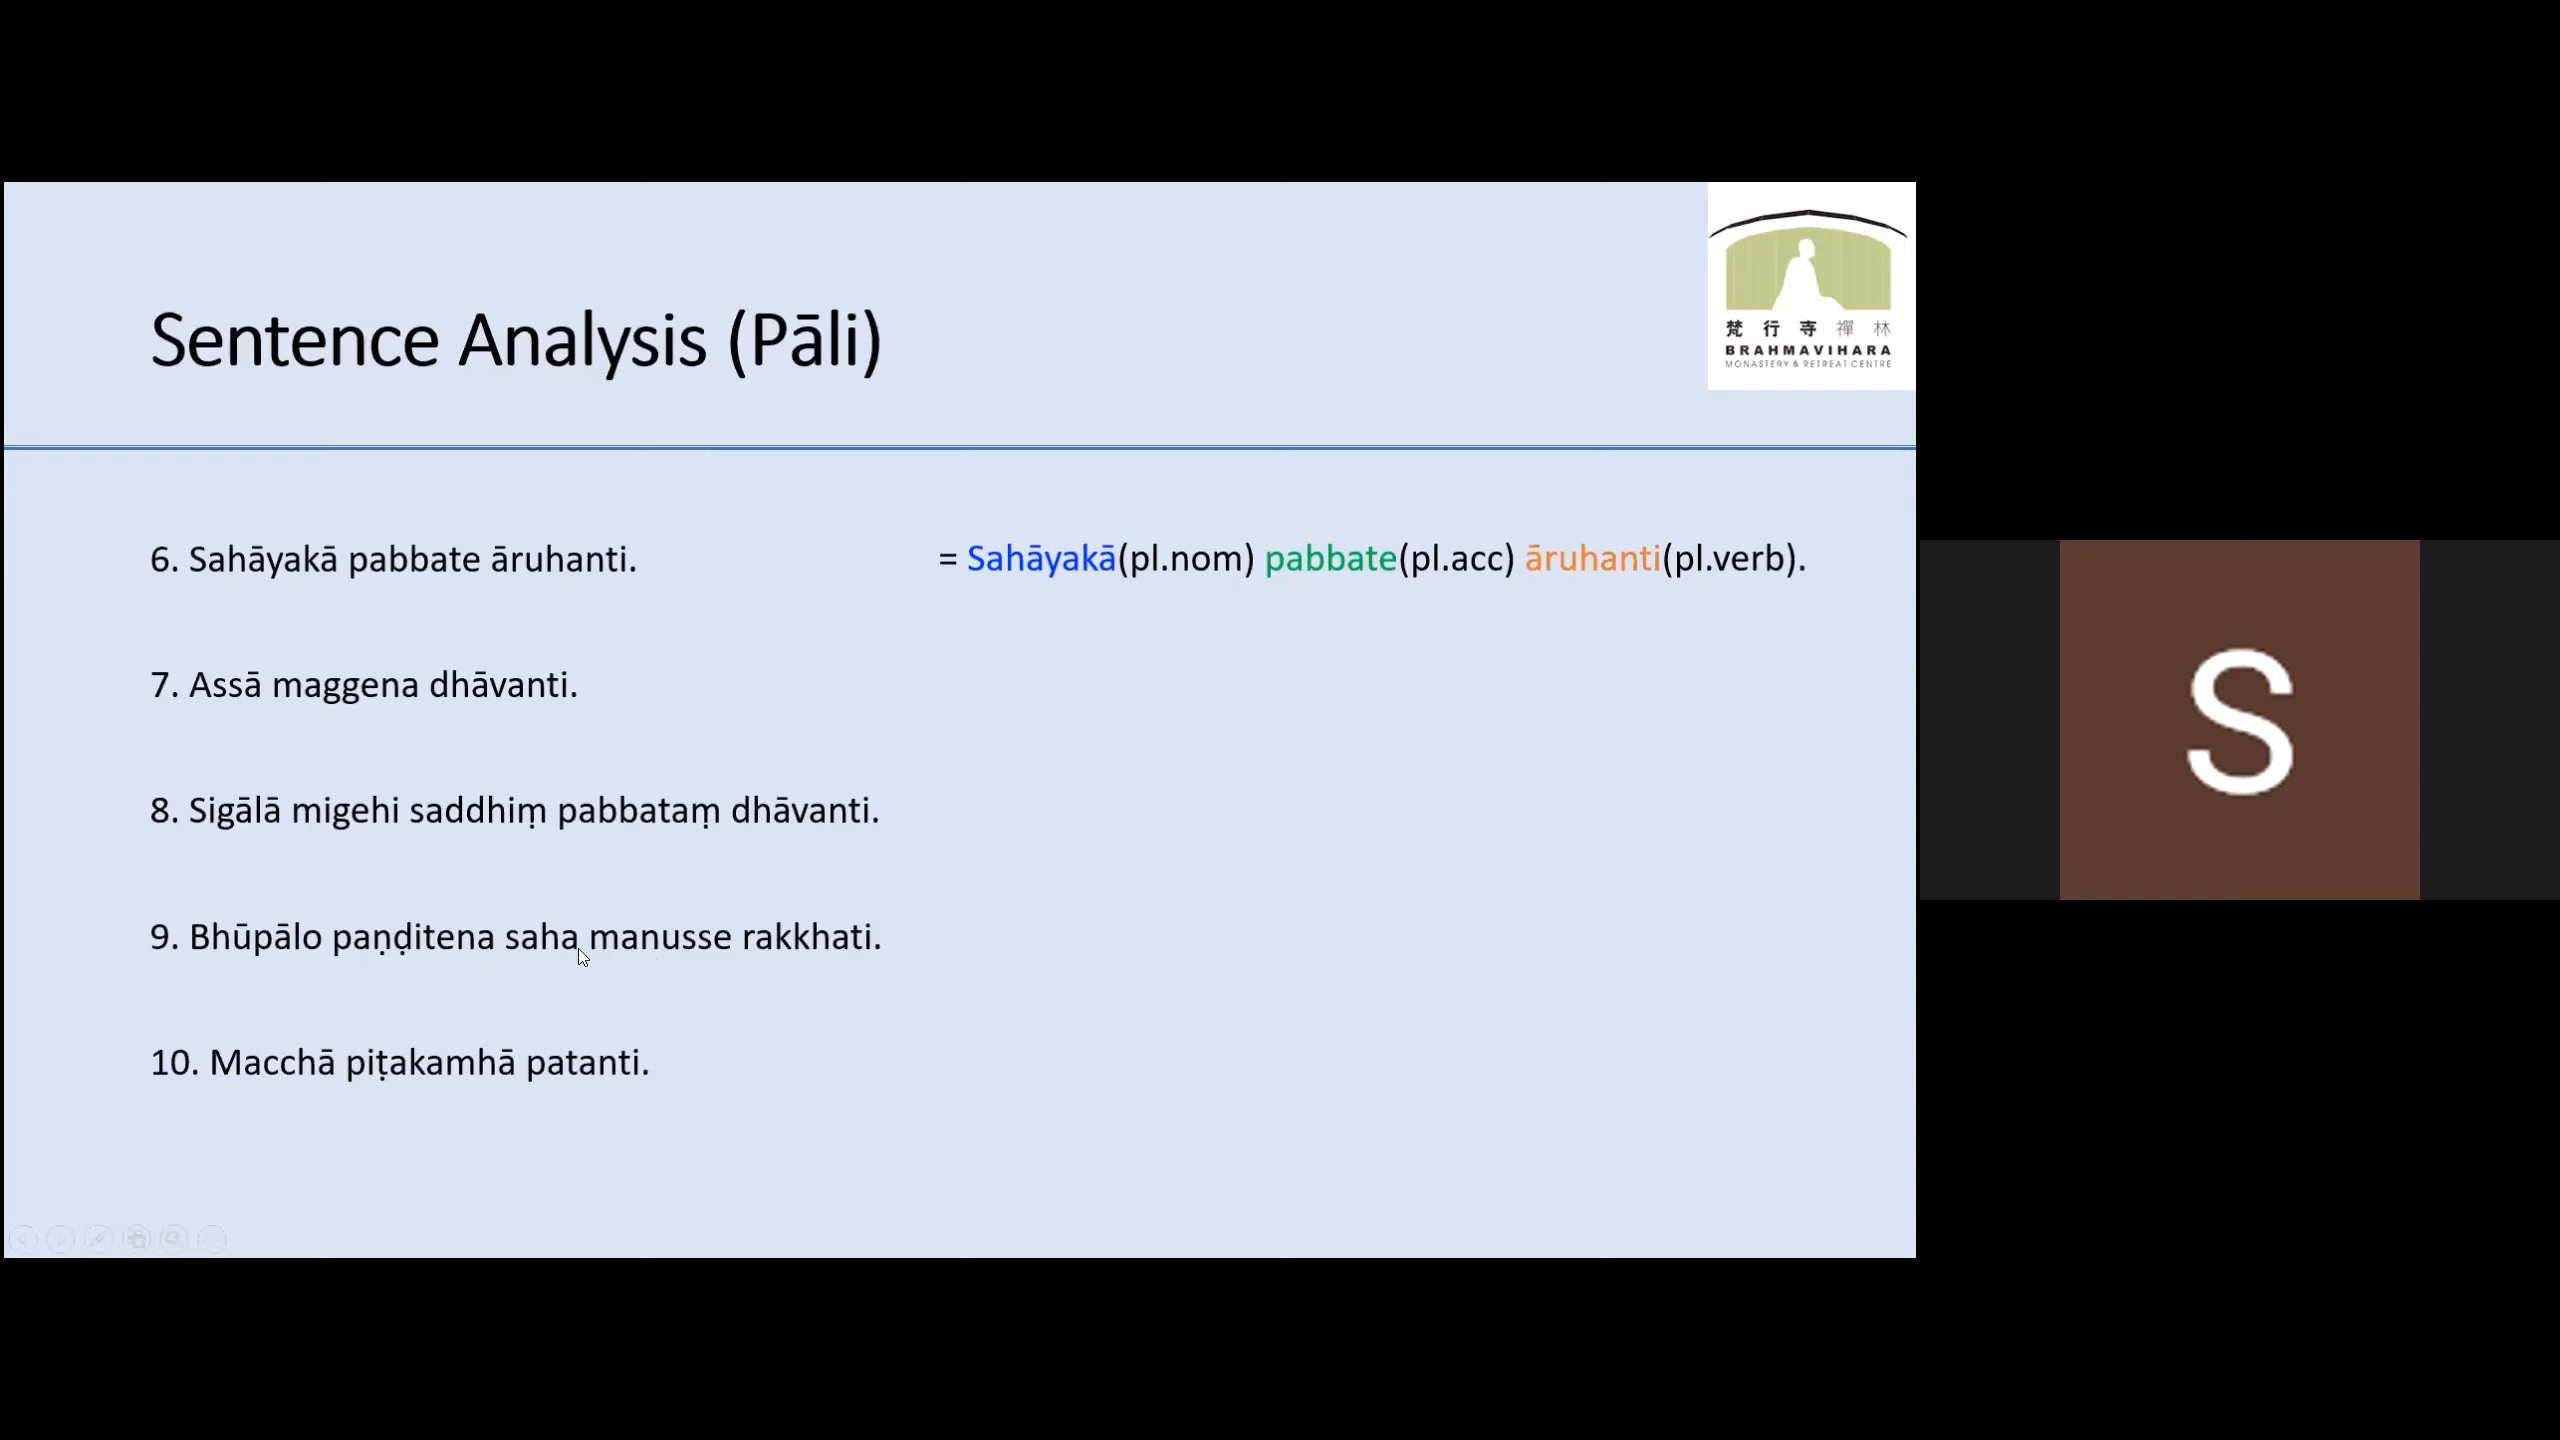 Sentence Analysis (Pāli)
梵行寺禪林
BRAHMAVIHARA
MONASTERY & RETREAT CENTRE
6. Sahāyakā pabbate āruhanti.
= Sahāyakā(pl.nom) pabbate(pl.acc) āruhanti(pl.verb).
7. Assā maggena dhāvanti.
8. Sigālā migehi saddhiṃ pabbataṃ dhāvanti.
9. Bhūpālo paṇḍitena saha manusse rakkhati.
10. Macchā piṭakamhā patanti.
S